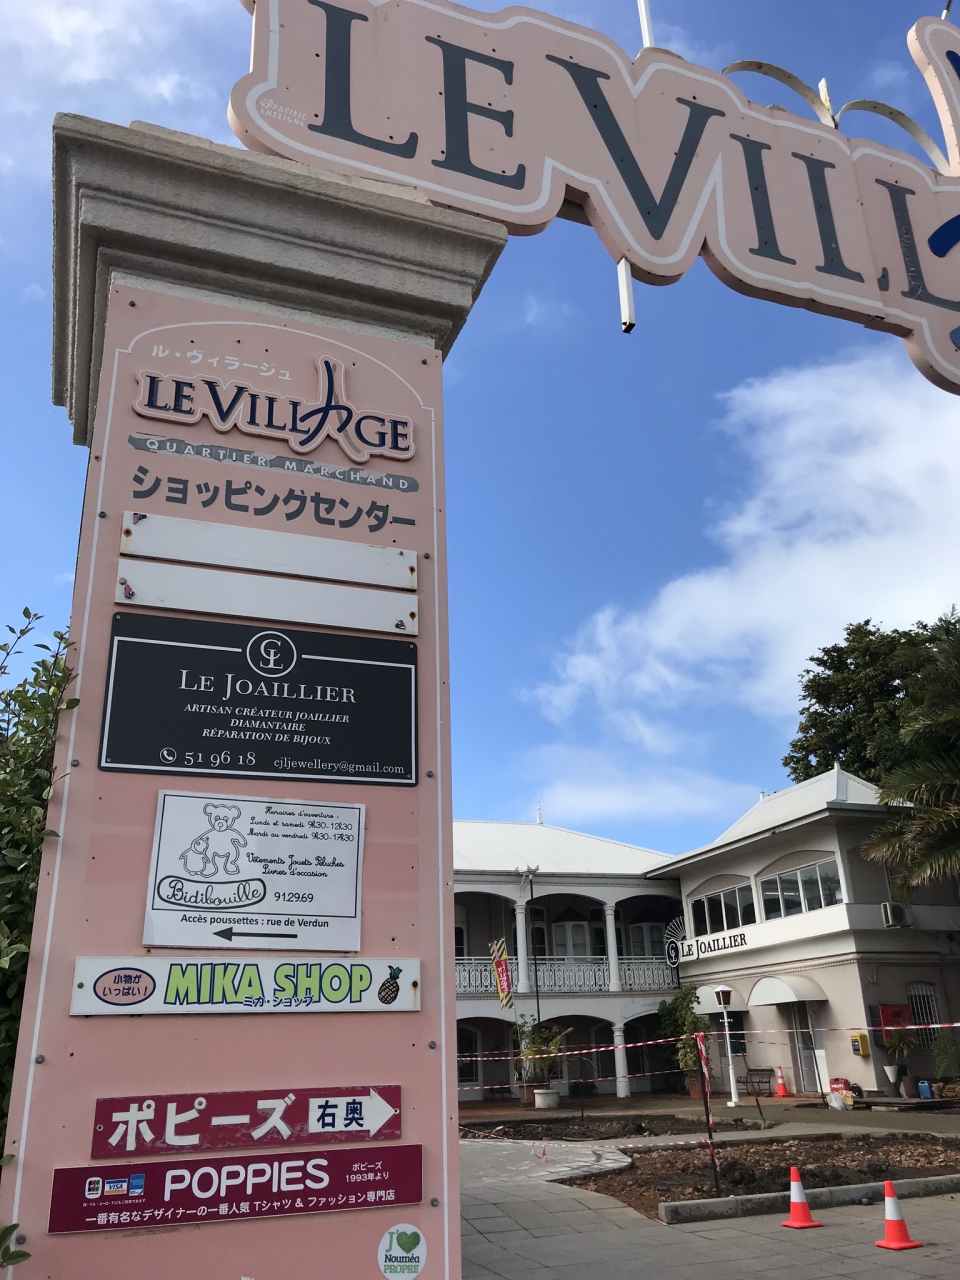 LE VILL
PACIFIC
ENSEIGNE
ル・ヴィラージュ
LE VILLAGE
QUARTIER MARCHAND
ショッピングセンター
CJL
LE JOAILLIER
ARTISAN CRÉATEUR JOAILLIER
DIAMANTAIRE
RÉPARATION DE BIJOUX
51 96 18 cjljewellery@gmail.com
Horaires d'ouverture :
Lundi et samedi 9h30-12h30
Mardi au vendredi 9h30-17h30
Vêtements Jouets Peluches
Livres d'occasion
Bidibouille 91.29.69
Accès poussettes : rue de Verdun
小物が
いっぱい！
MIKA SHOP
ミカ・ショップ
ポピーズ 右奥
JCB VISA
POPPIES
ポピーズ
1993年より
一番有名なデザイナーの一番人気 Tシャツ & ファッション専門店
J'
Nouméa
PROPRE
LE JOAILLIER